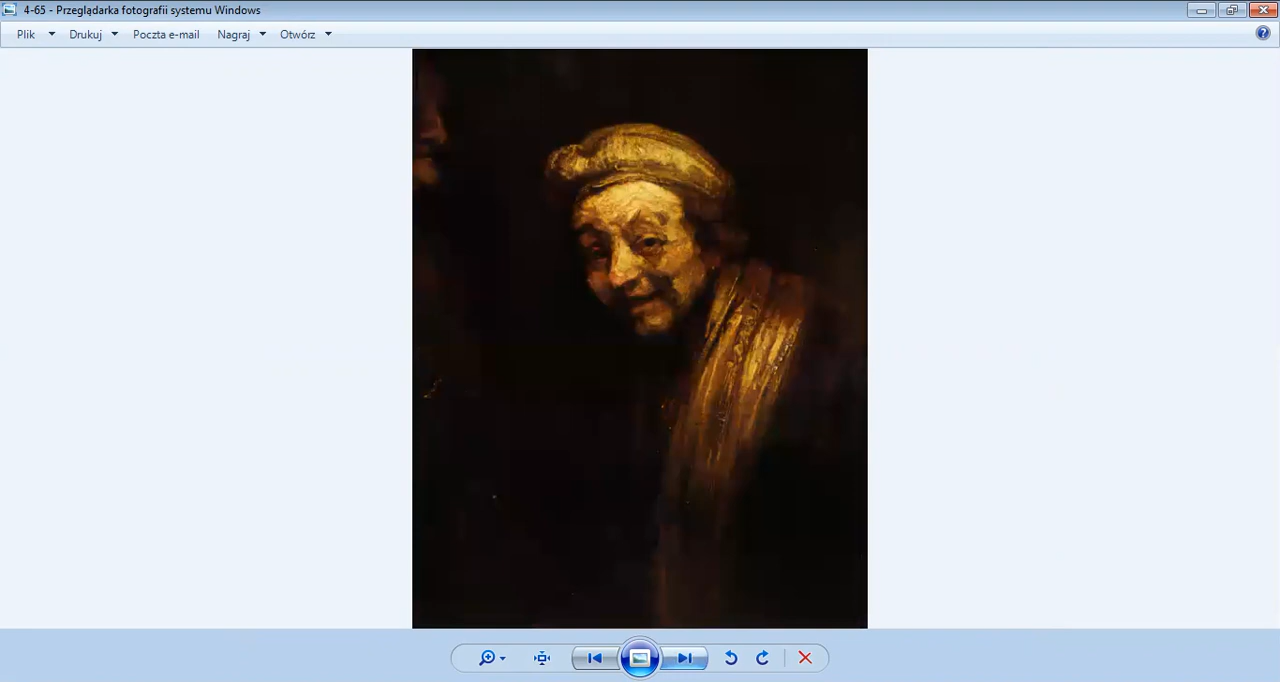 4-65 - Przeglądarka fotografii systemu Windows
Plik Drukuj Poczta e-mail Nagraj Otwórz ?